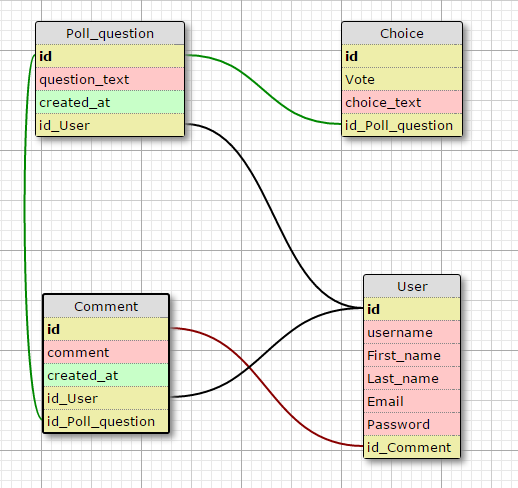 Poll_question
id
question_text
created_at
id_User
Choice
id
Vote
choice_text
id_Poll_question
Comment
id
comment
created_at
id_User
id_Poll_question
User
id
username
First_name
Last_name
Email
Password
id_Comment